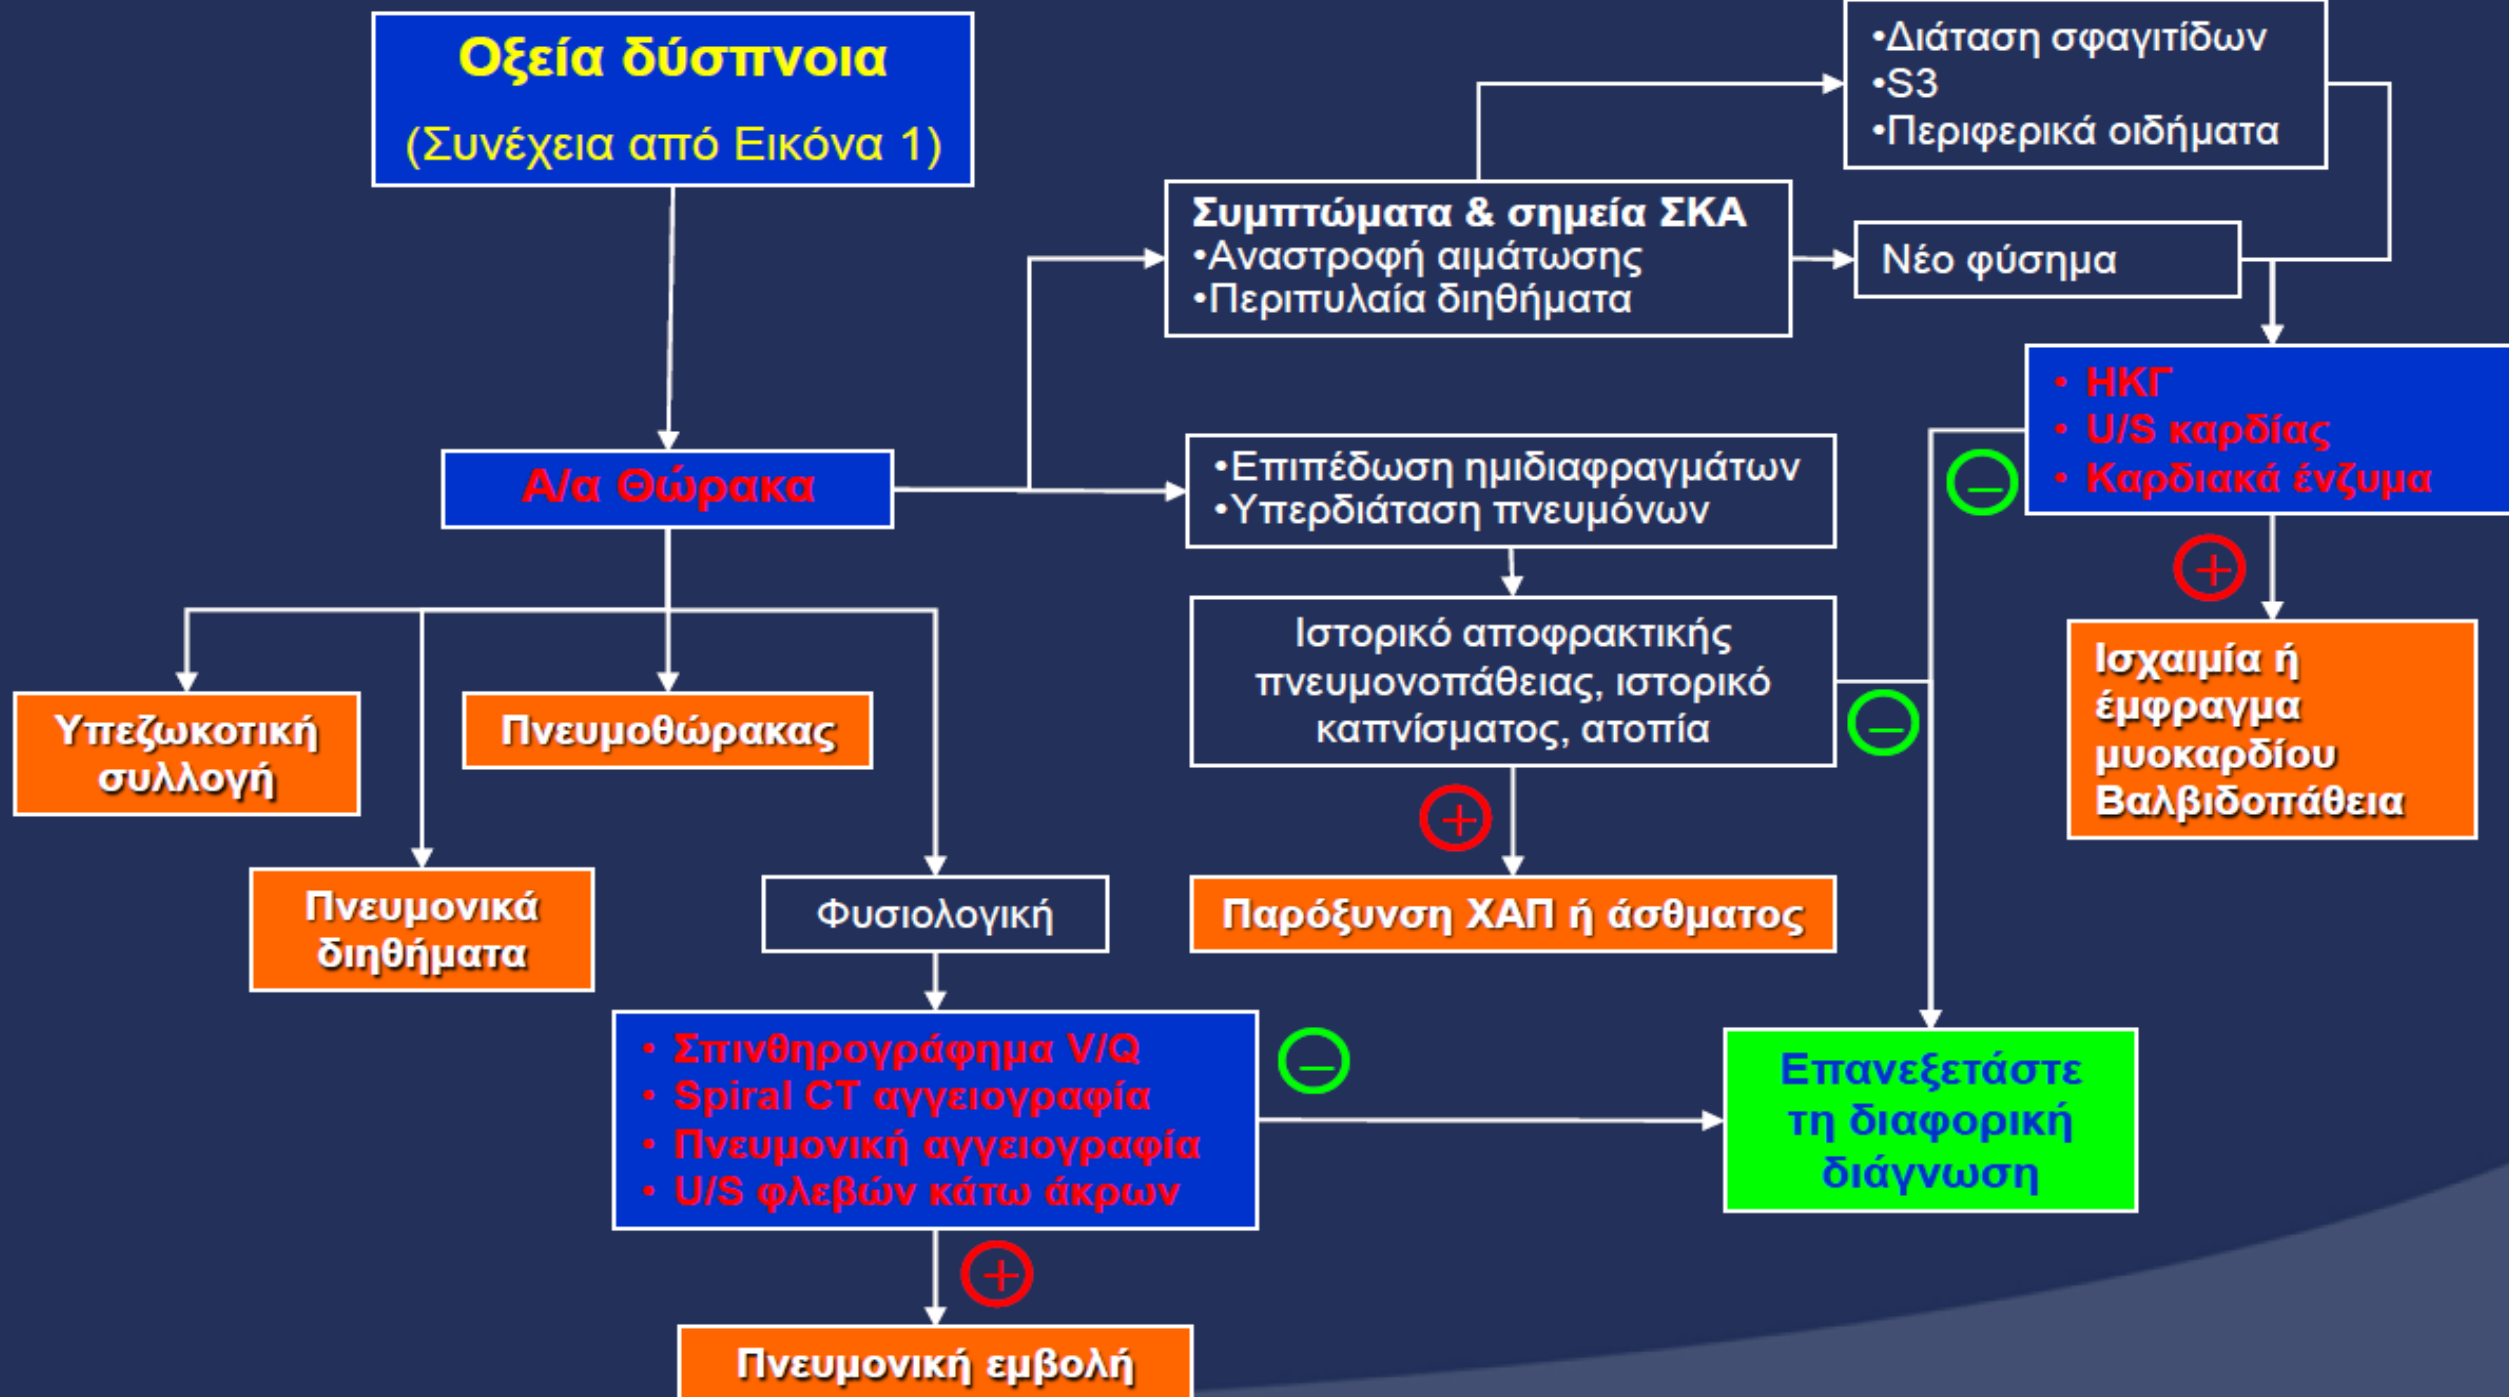 Οξεία δύσπνοια
(Συνέχεια από Εικόνα 1)
•Διάταση σφαγιτίδων
•S3
•Περιφερικά οιδήματα
Συμπτώματα & σημεία ΣΚΑ
•Αναστροφή αιμάτωσης
•Περιπυλαία διηθήματα
Νέο φύσημα
• ΗΚΓ
• U/S καρδίας
• Καρδιακά ένζυμα
Α/α Θώρακα
•Επιπέδωση ημιδιαφραγμάτων
•Υπερδιάταση πνευμόνων
−
+
Ιστορικό αποφρακτικής
πνευμονοπάθειας, ιστορικό
καπνίσματος, ατοπία
−
+
Ισχαιμία ή
έμφραγμα
μυοκαρδίου
Βαλβιδοπάθεια
Υπεζωκοτική
συλλογή
Πνευμοθώρακας
Πνευμονικά
διηθήματα
Φυσιολογική
Παρόξυνση ΧΑΠ ή άσθματος
• Σπινθηρογράφημα V/Q
• Spiral CT αγγειογραφία
• Πνευμονική αγγειογραφία
• U/S φλεβών κάτω άκρων
−
+
Επανεξετάστε
τη διαφορική
διάγνωση
Πνευμονική εμβολή